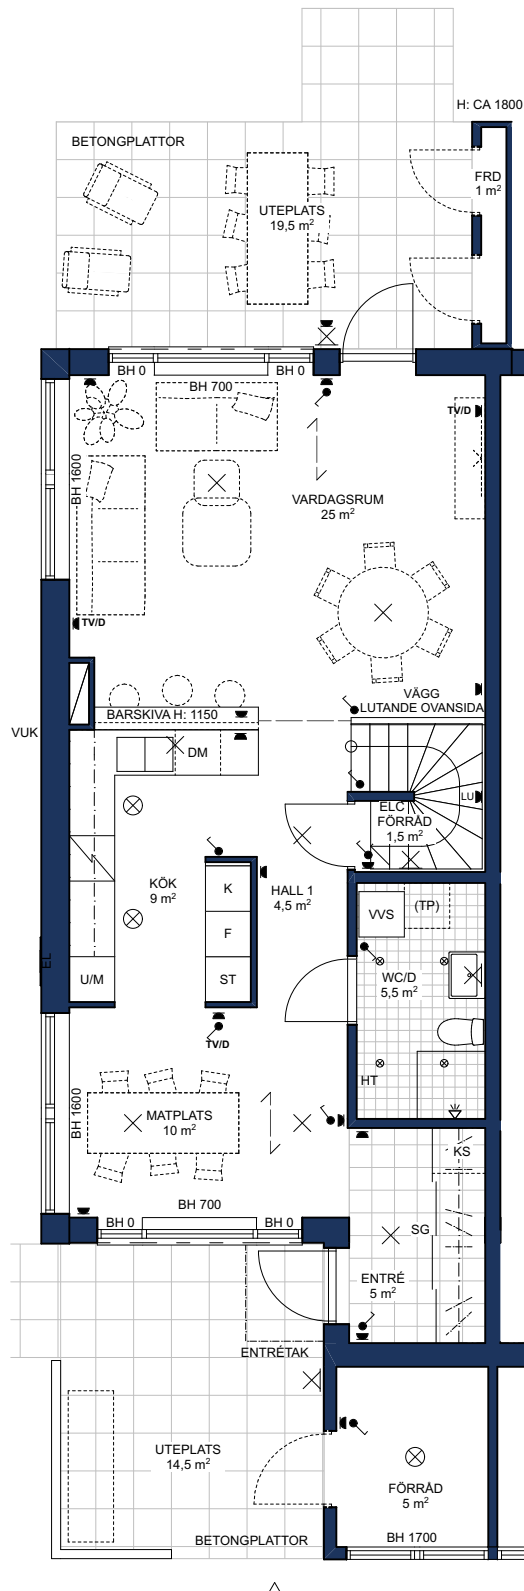 H: CA 1800
BETONGPLATTOR
FRD
1 m²
UTEPLATS
19,5 m²
BH 0
BH 700
BH 0
TV/D
BH 1600
VARDAGSRUM
25 m²
TV/D
VÄGG
LUTANDE OVANSIDA
BARSKIVA H: 1150
VUK
DM
LU
ELC
FÖRRÅD
1,5 m²
KÖK
9 m²
K
HALL 1
4,5 m²
VVS
(TP)
F
EL
U/M
ST
WC/D
5,5 m²
TV/D
HT
BH 1600
MATPLATS
10 m²
KS
BH 700
BH 0
BH 0
SG
ENTRÉ
5 m²
ENTRÉTAK
UTEPLATS
14,5 m²
FÖRRÅD
5 m²
BETONGPLATTOR
BH 1700